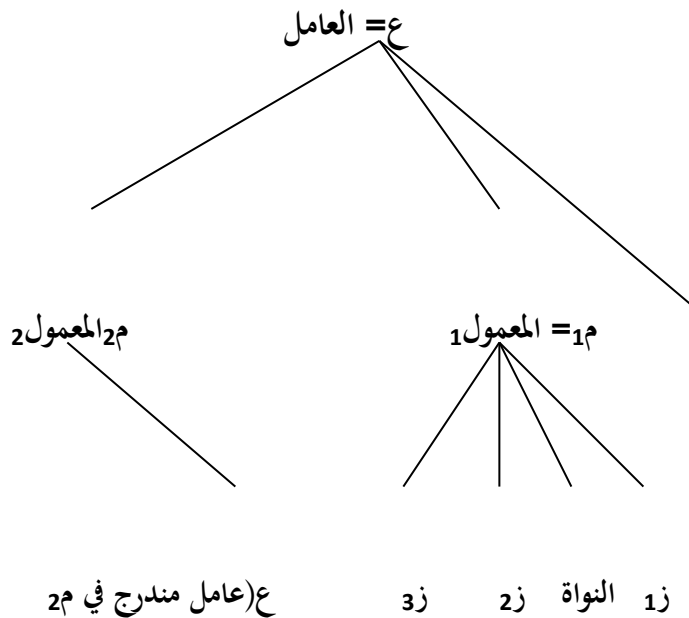 ع= العامل
م1= المعمول1 م2المعمول2
ز1 النواة ز2 ز3 ع(عامل مندرج في م2